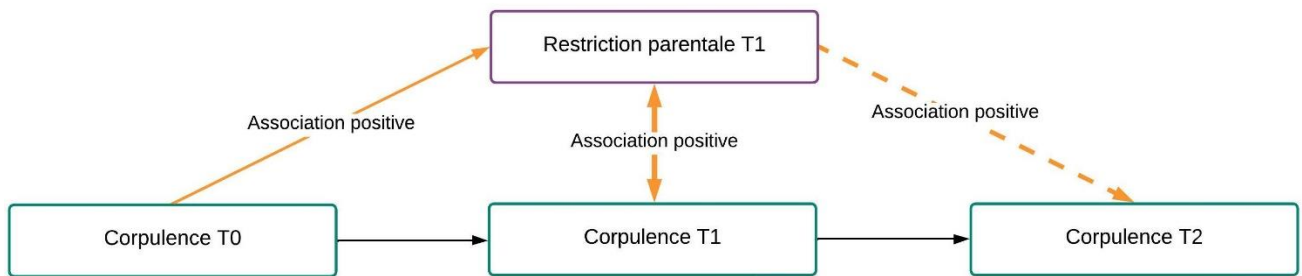 Restriction parentale T1
Association positive
Association positive
Association positive
Corpulence T0
Corpulence T1
Corpulence T2